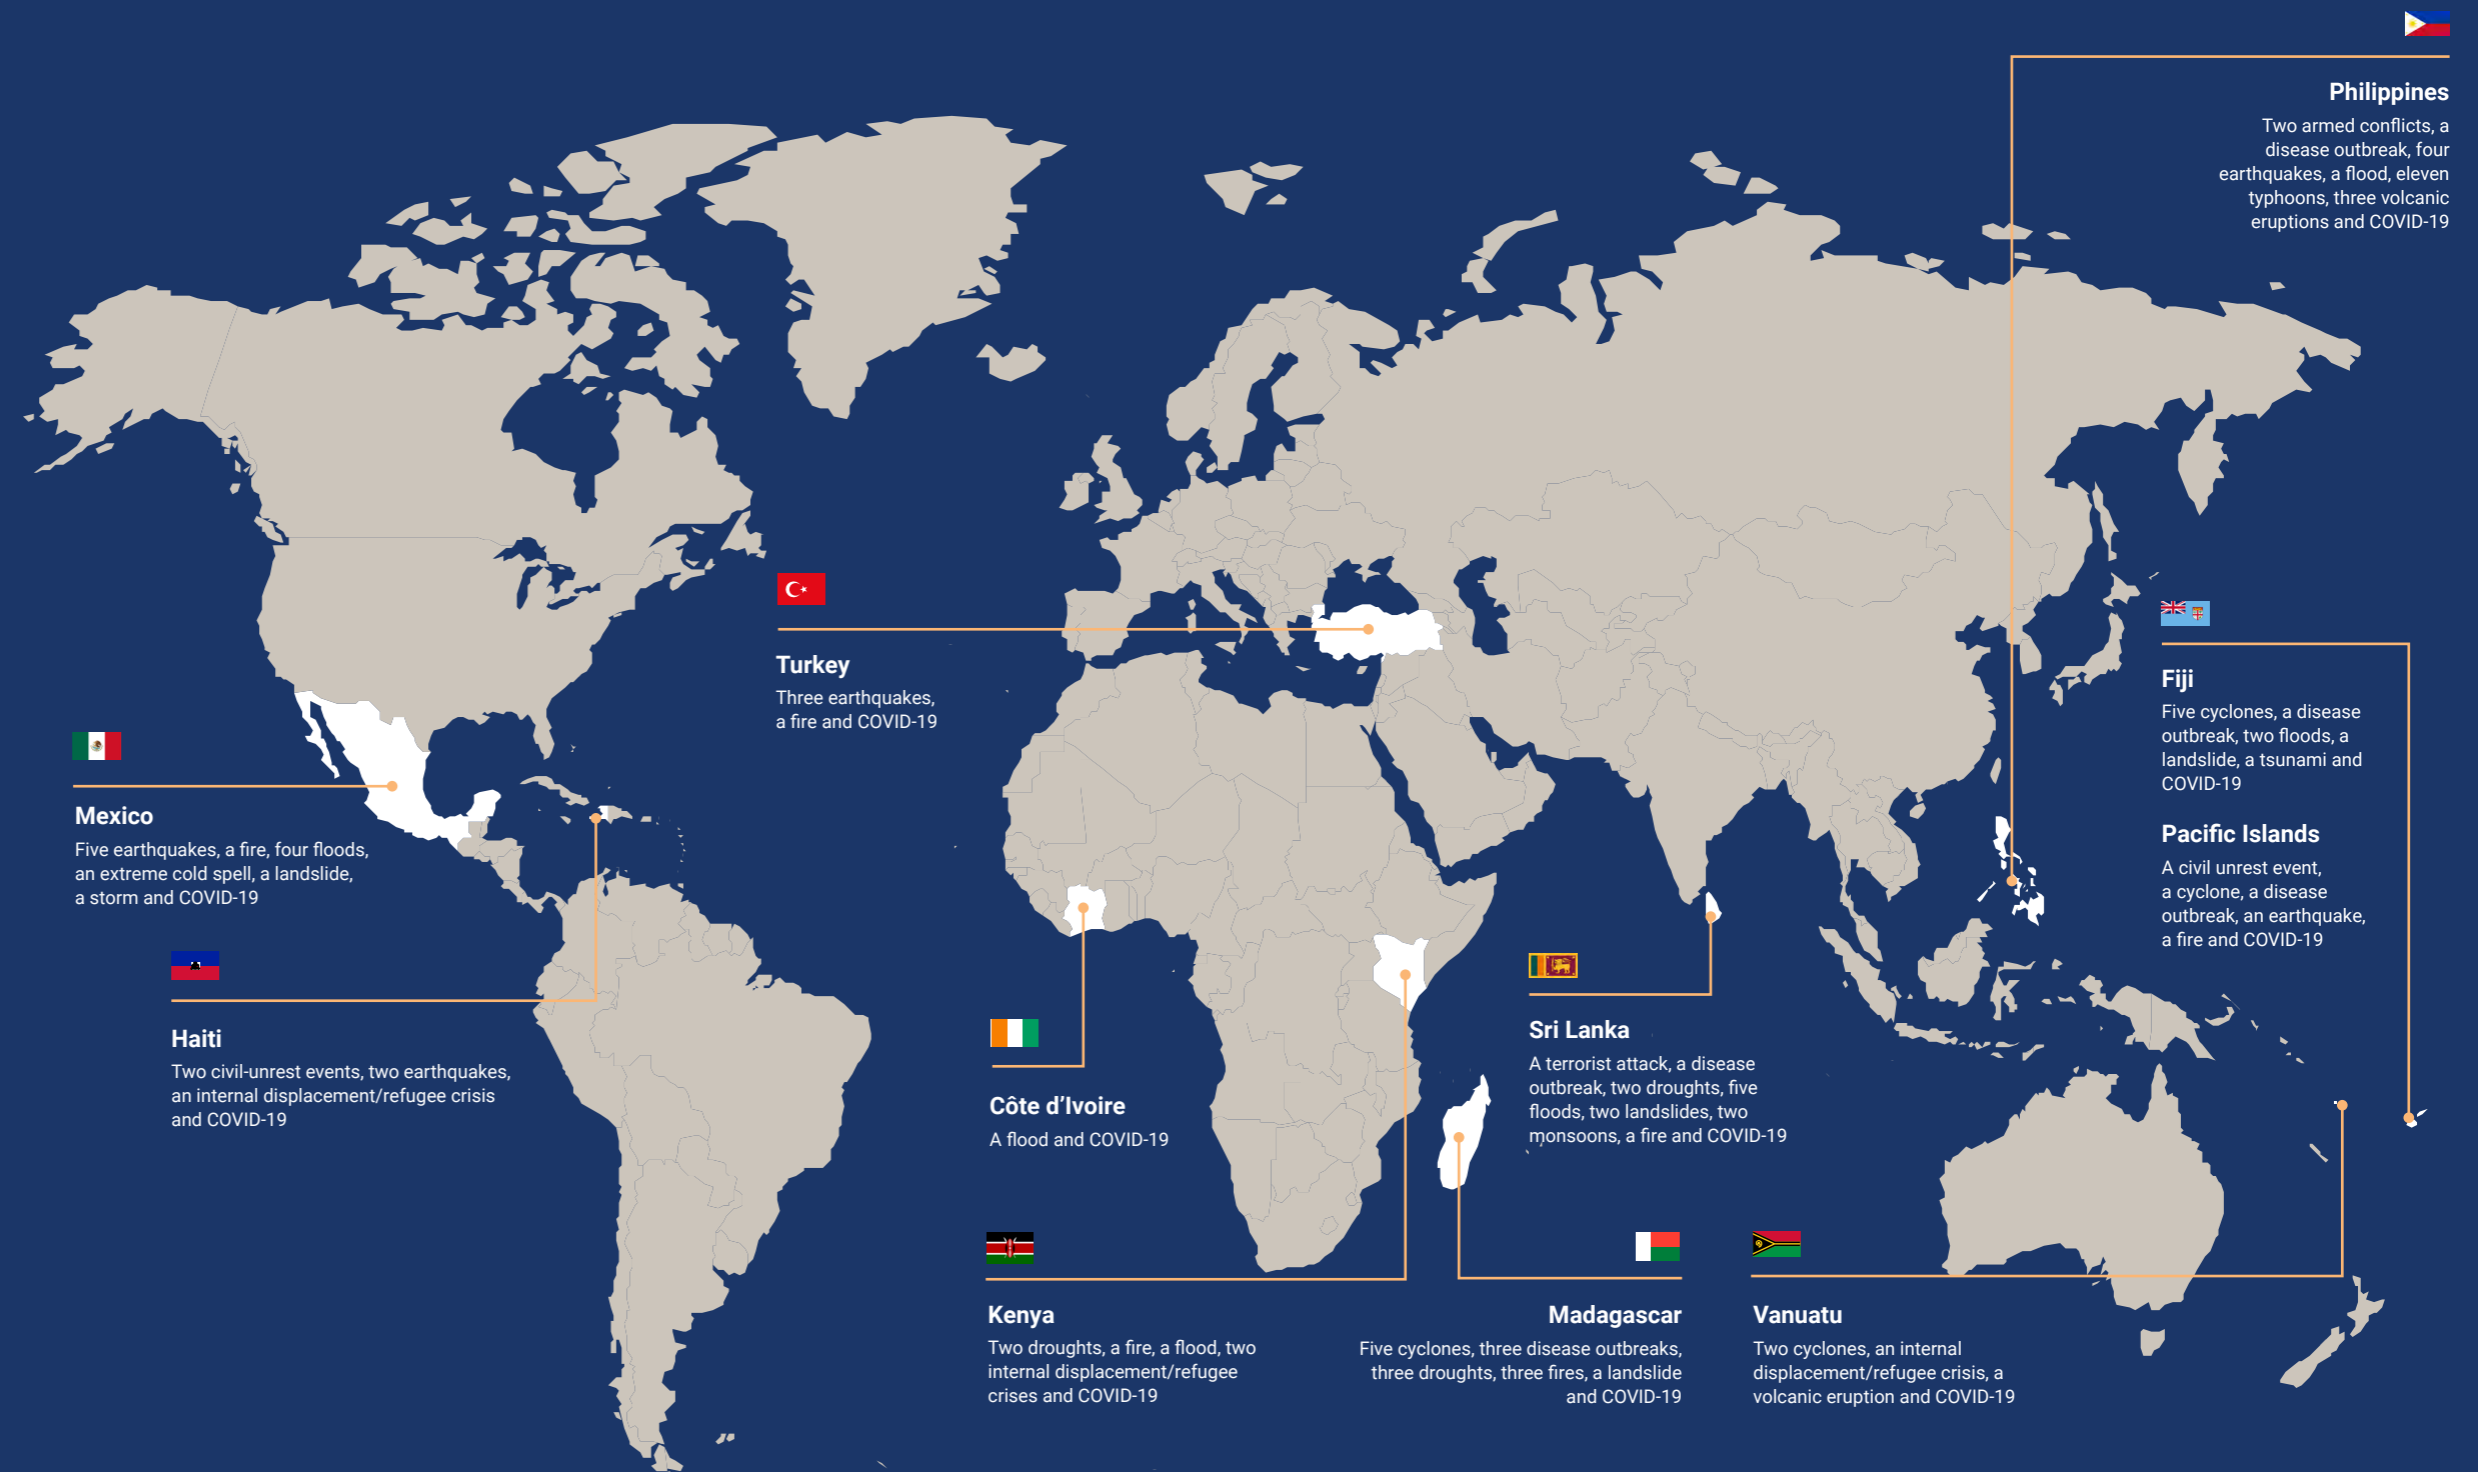 Philippines
Two armed conflicts, a
disease outbreak, four
earthquakes, a flood, eleven
typhoons, three volcanic
eruptions and COVID-19
Turkey
Three earthquakes,
a fire and COVID-19
Fiji
Five cyclones, a disease
outbreak, two floods, a
landslide, a tsunami and
COVID-19
Mexico
Five earthquakes, a fire, four floods,
an extreme cold spell, a landslide,
a storm and COVID-19
Pacific Islands
A civil unrest event,
a cyclone, a disease
outbreak, an earthquake,
a fire and COVID-19
Haiti
Two civil-unrest events, two earthquakes,
an internal displacement/refugee crisis
and COVID-19
Côte d’Ivoire
A flood and COVID-19
Sri Lanka
A terrorist attack, a disease
outbreak, two droughts, five
floods, two landslides, two
monsoons, a fire and COVID-19
Kenya
Two droughts, a fire, a flood, two
internal displacement/refugee
crises and COVID-19
Madagascar
Five cyclones, three disease outbreaks,
three droughts, three fires, a landslide
and COVID-19
Vanuatu
Two cyclones, an internal
displacement/refugee crisis, a
volcanic eruption and COVID-19